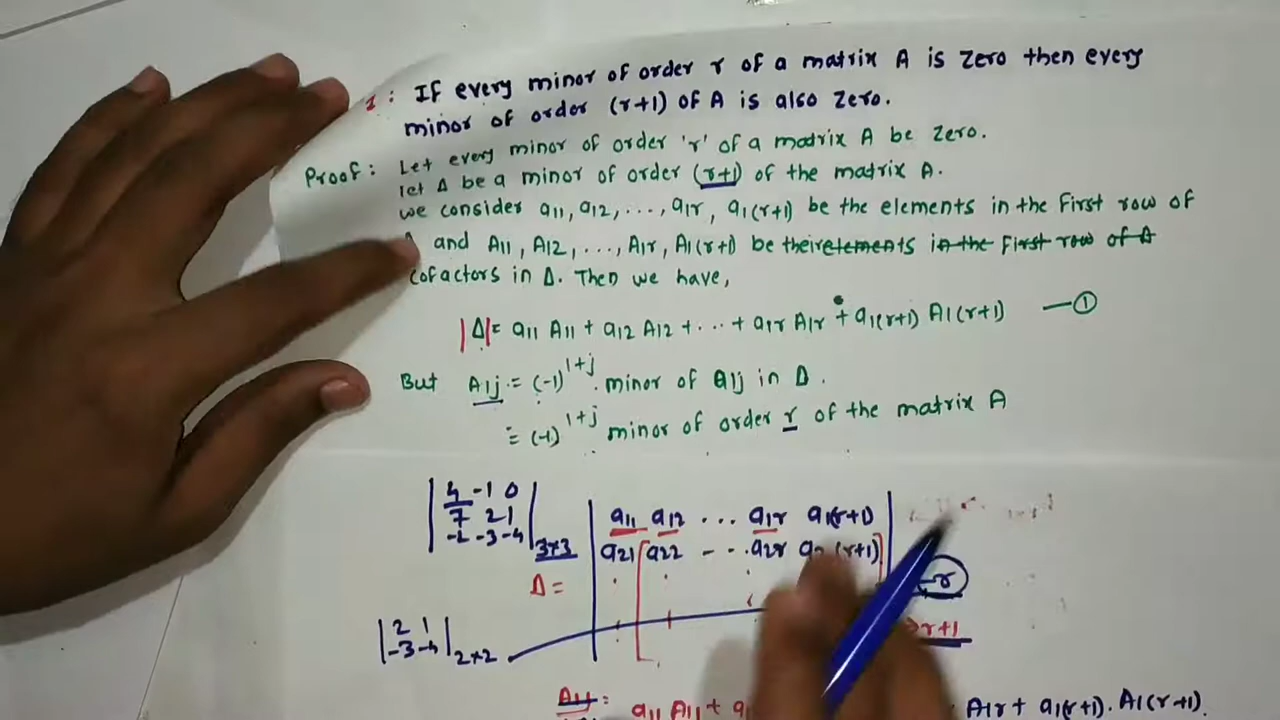 1: If every minor of order r of a matrix A is zero then every
minor of order (r+1) of A is also zero.
Proof: Let every minor of order 'r' of a matrix A be zero.
let Δ be a minor of order (r+1) of the matrix A.
we consider a11, a12, ..., a1r, a1(r+1) be the elements in the first row of
Δ and A11, A12, ..., A1r, A1(r+1) be their elements in the first row of Δ
cofactors in Δ. Then we have,
|Δ| = a11 A11 + a12 A12 + ... + a1r A1r + a1(r+1) A1(r+1) —①
But A1j = (-1)^1+j . minor of a1j in Δ.
= (-1)^1+j minor of order r of the matrix A
4 -1 0
7 2 1
-2 -3 -4 3×3
a11 a12 ... a1r a1(r+1)
a21 a22 - ... a2r a2(r+1)
Δ =
r
r+1
2 1
-3 -4 2×2
A11 =
a11 A11 +
A1r + a1(r+1) . A1(r+1).